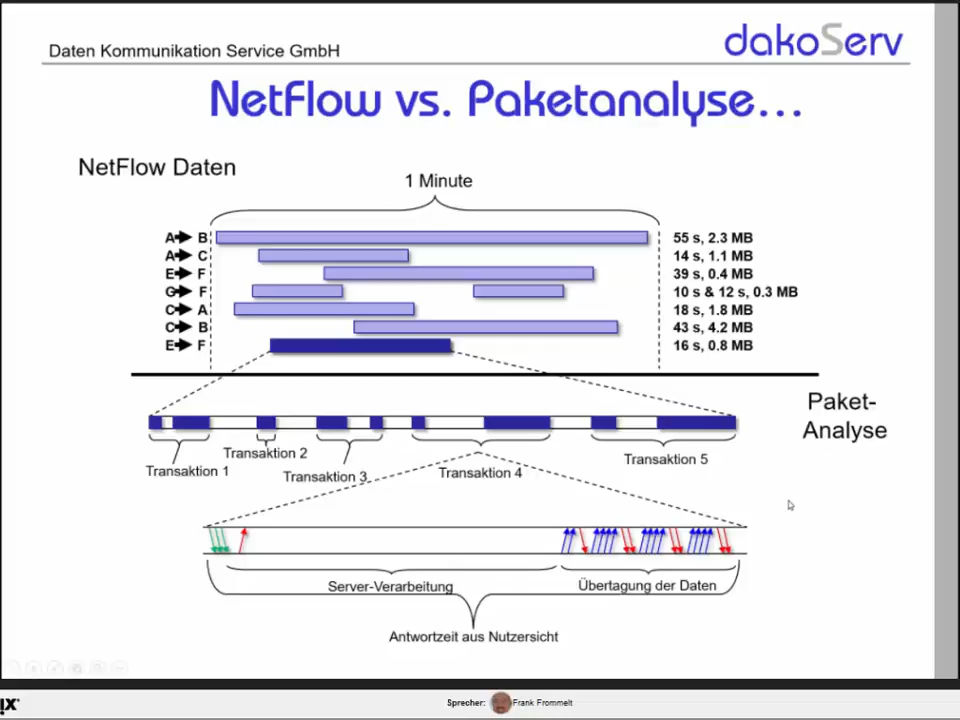 Daten Kommunikation Service GmbH
dakoServ
NetFlow vs. Paketanalyse...
NetFlow Daten
1 Minute
A B 55 s, 2.3 MB
A C 14 s, 1.1 MB
E F 39 s, 0.4 MB
G F 10 s & 12 s, 0.3 MB
C A 18 s, 1.8 MB
C B 43 s, 4.2 MB
E F 16 s, 0.8 MB
Paket-
Analyse
Transaktion 1
Transaktion 2
Transaktion 3
Transaktion 4
Transaktion 5
Server-Verarbeitung
Übertagung der Daten
Antwortzeit aus Nutzersicht
Sprecher: Frank Frommelt